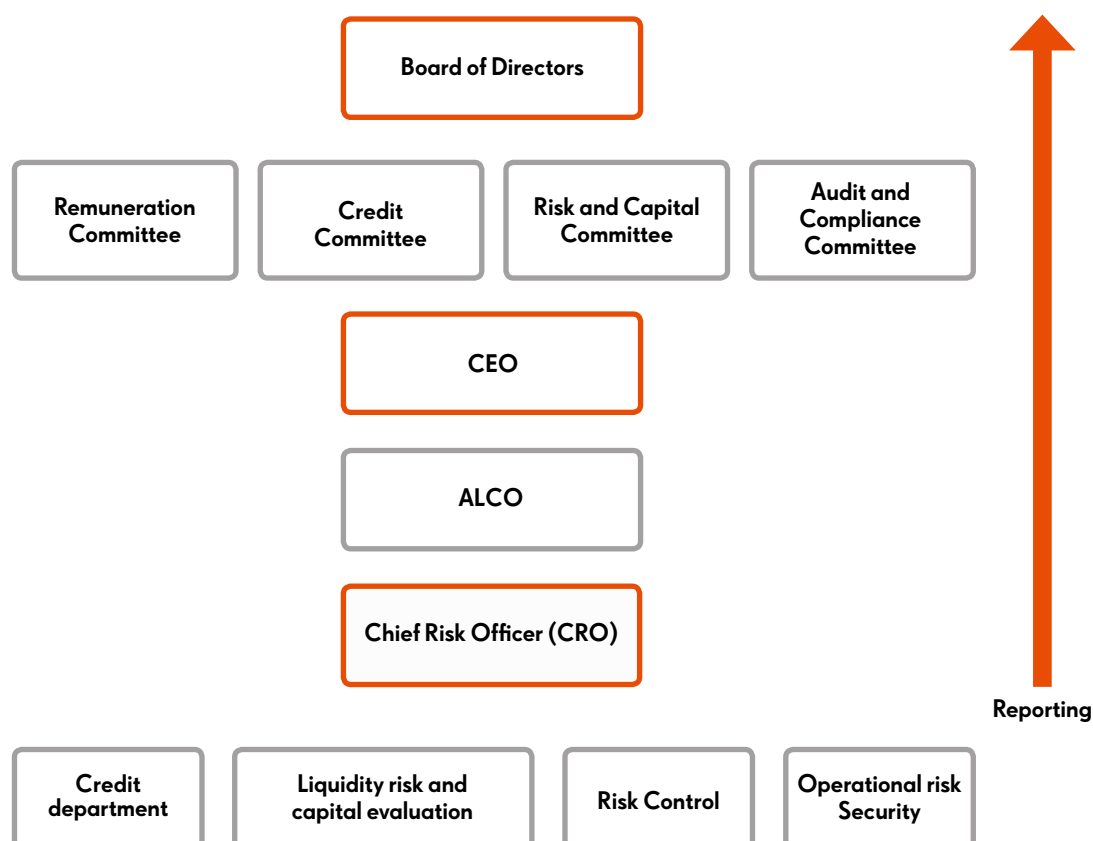 Board of Directors
Remuneration
Committee
Credit
Committee
Risk and Capital
Committee
Audit and
Compliance
Committee
CEO
ALCO
Chief Risk Officer (CRO)
Reporting
Credit
department
Liquidity risk and
capital evaluation
Risk Control
Operational risk
Security